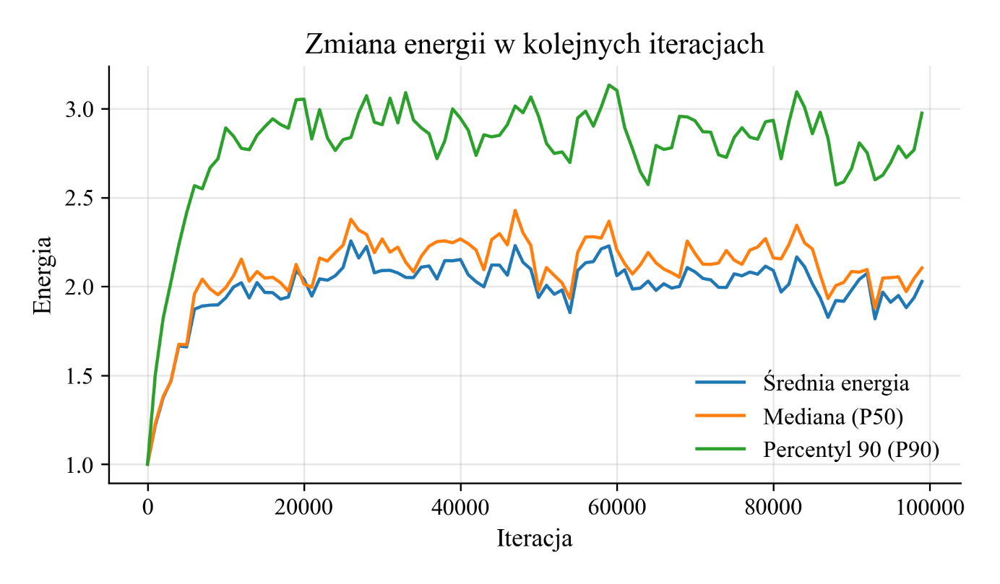 Zmiana energii w kolejnych iteracjach
Energia
3.0
2.5
2.0
1.5
1.0
Średnia energia
Mediana (P50)
Percentyl 90 (P90)
0 20000 40000 60000 80000 100000
Iteracja